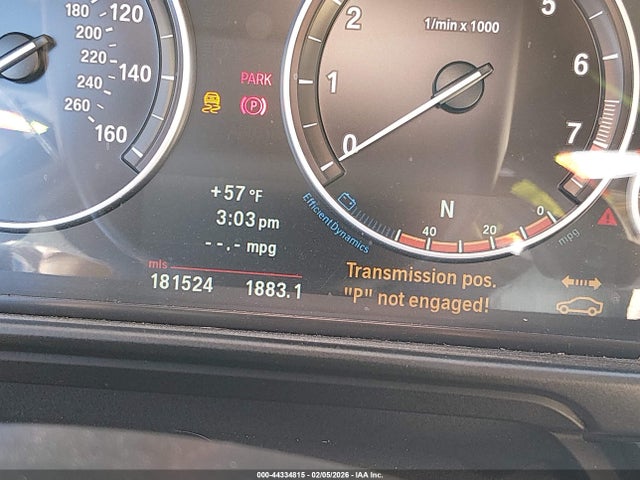 180 120
200
220
140
240
260
160
PARK
P
+57 °F
3:03 pm
--.- mpg
mls
181524 1883.1
2
1/min x 1000
5
1
6
0
7
EfficientDynamics
N
40 20 0
mpg
Transmission pos.
"P" not engaged!
000-44334815 - 02/05/2026 - IAA Inc.